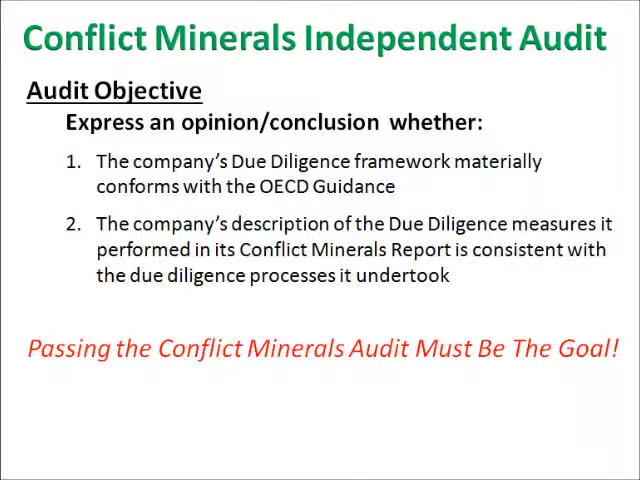 Conflict Minerals Independent Audit
Audit Objective
Express an opinion/conclusion whether:
1. The company's Due Diligence framework materially
conforms with the OECD Guidance
2. The company's description of the Due Diligence measures it
performed in its Conflict Minerals Report is consistent with
the due diligence processes it undertook
Passing the Conflict Minerals Audit Must Be The Goal!